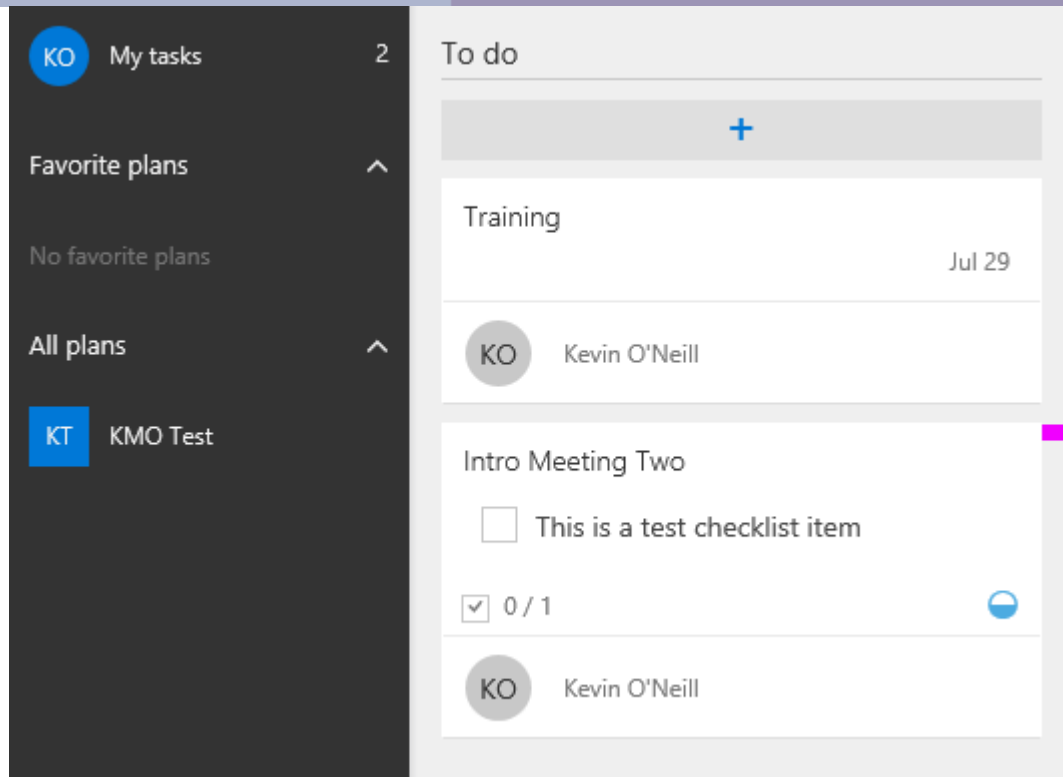 KO My tasks 2
Favorite plans
No favorite plans
All plans
KT KMO Test
To do
+
Training
Jul 29
KO Kevin O'Neill
Intro Meeting Two
This is a test checklist item
0 / 1
KO Kevin O'Neill